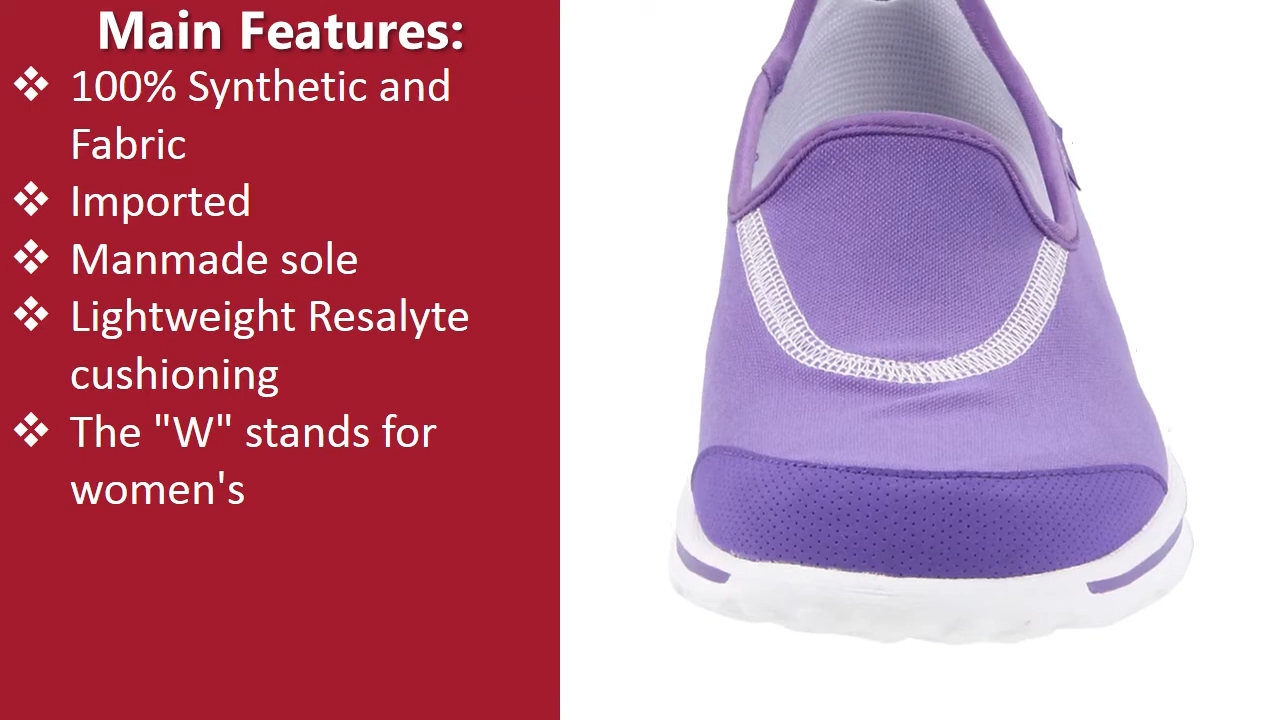 Main Features:
❖ 100% Synthetic and
Fabric
❖ Imported
❖ Manmade sole
❖ Lightweight Resalyte
cushioning
❖ The "W" stands for
women's